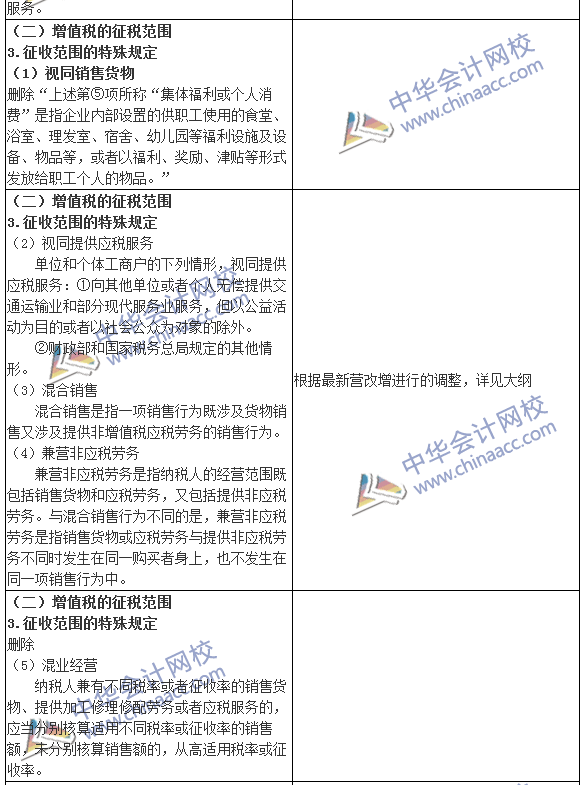 服务。
（二）增值税的征税范围
3.征收范围的特殊规定
（1）视同销售货物
删除“上述第⑤项所称“集体福利或个人消
费”是指企业内部设置的供职工使用的食堂、
浴室、理发室、宿舍、幼儿园等福利设施及设
备、物品等，或者以福利、奖励、津贴等形式
发放给职工个人的物品。”
中华会计网校
www.chinaacc.com
（二）增值税的征税范围
3.征收范围的特殊规定
（2）视同提供应税服务
单位和个体工商户的下列情形，视同提供
应税服务：①向其他单位或者个人无偿提供交
通运输业和部分现代服务业服务，但以公益活
动为目的或者以社会公众为对象的除外。
②财政部和国家税务总局规定的其他情
形。
（3）混合销售
混合销售是指一项销售行为既涉及货物销
售又涉及提供非增值税应税劳务的销售行为。
（4）兼营非应税劳务
兼营非应税劳务是指纳税人的经营范围既
包括销售货物和应税劳务，又包括提供非应税
劳务。与混合销售行为不同的是，兼营非应税
劳务是指销售货物或应税劳务与提供非应税劳
务不同时发生在同一购买者身上，也不发生在
同一项销售行为中。
中华会计网校
www.chinaacc.com
根据最新营改增进行的调整，详见大纲
中华会计网校
www.chinaacc.com
（二）增值税的征税范围
3.征收范围的特殊规定
删除
（5）混业经营
纳税人兼有不同税率或者征收率的销售货
物、提供加工修理修配劳务或者应税服务的，
应当分别核算适用不同税率或征收率的销售
额，未分别核算销售额的，从高适用税率或征
收率。
中华会计网校
www.chinaacc.com